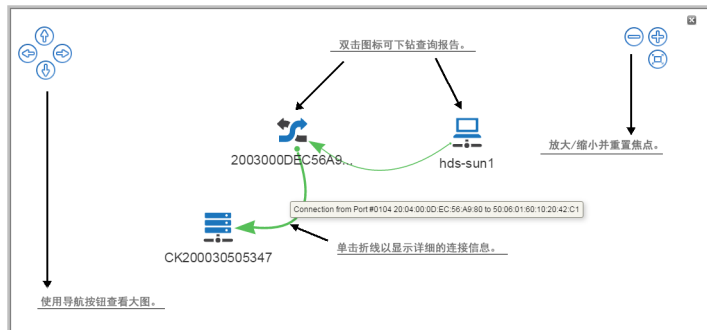 双击图标可下钻查询报告。
放大/缩小并重置焦点。
2003000DEC56A9...
hds-sun1
Connection from Port #0104 20:04:00:0D:EC:56:A9:80 to 50:06:01:60:10:20:42:C1
单击折线以显示详细的连接信息。
CK200030505347
使用导航按钮查看大图。